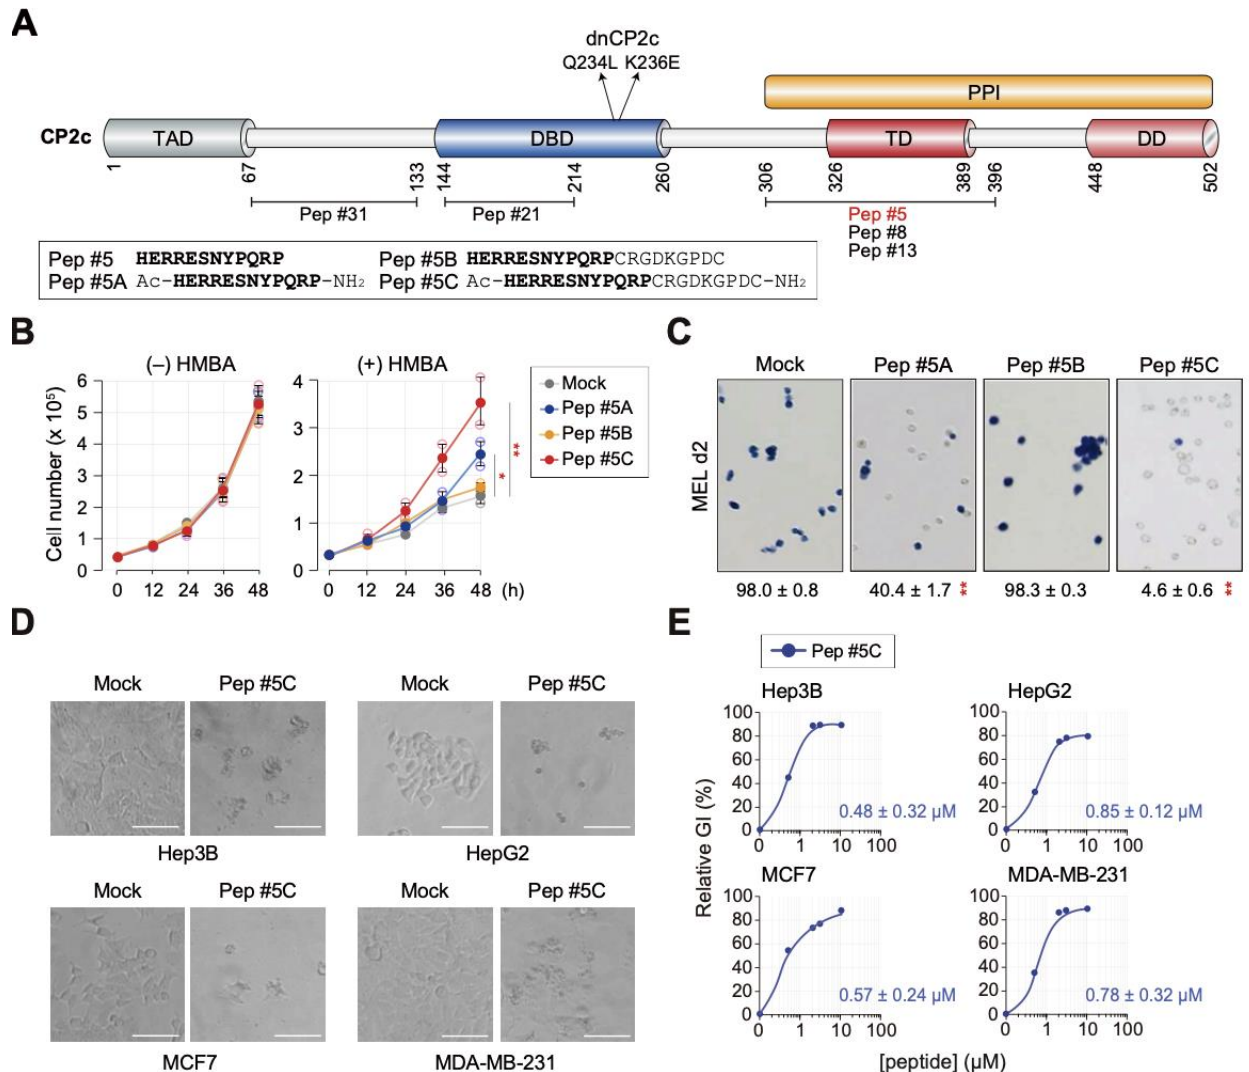 A
dnCP2c
Q234L K236E
PPI
CP2c
TAD
DBD
TD
DD
1
67
133
144
214
260
306
326
389
396
448
502
Pep #31
Pep #21
Pep #5
Pep #8
Pep #13
Pep #5 HERRESNYPQRP
Pep #5B HERRESNYPQRPCRGDKGPDC
Pep #5A Ac-HERRESNYPQRP-NH₂
Pep #5C Ac-HERRESNYPQRPCRGDKGPDC-NH₂
B
(–) HMBA
(+) HMBA
Cell number (x 10⁵)
6
5
4
3
2
1
0
0 12 24 36 48
4
3
2
1
0
0 12 24 36 48 (h)
*
**
Mock
Pep #5A
Pep #5B
Pep #5C
C
Mock
Pep #5A
Pep #5B
Pep #5C
MEL d2
98.0 ± 0.8
40.4 ± 1.7 **
98.3 ± 0.3
4.6 ± 0.6 **
D
Mock
Pep #5C
Mock
Pep #5C
Hep3B
HepG2
Mock
Pep #5C
Mock
Pep #5C
MCF7
MDA-MB-231
E
Pep #5C
Relative GI (%)
Hep3B
100
80
60
40
20
0
0.48 ± 0.32 µM
0 1 10 100
HepG2
100
80
60
40
20
0
0.85 ± 0.12 µM
0 1 10 100
MCF7
100
80
60
40
20
0
0.57 ± 0.24 µM
0 1 10 100
MDA-MB-231
100
80
60
40
20
0
0.78 ± 0.32 µM
0 1 10 100
[peptide] (µM)